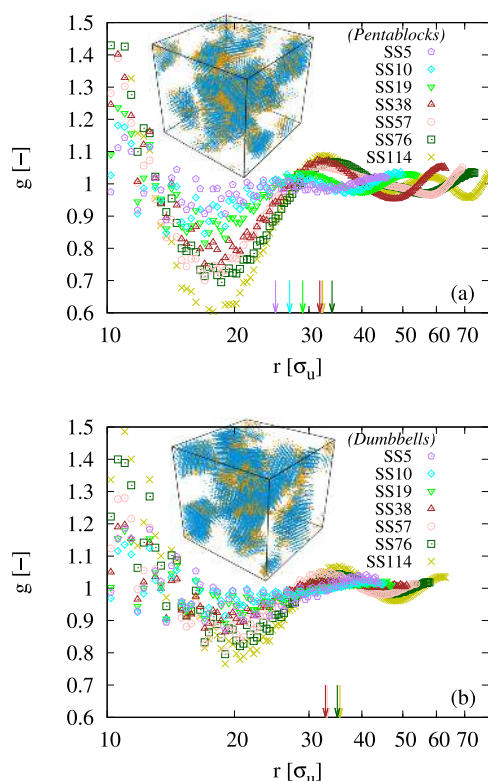 1.5
1.4
1.3
1.2
1.1
1
0.9
0.8
0.7
0.6
g [-]
(Pentablocks)
SS5
SS10
SS19
SS38
SS57
SS76
SS114
(a)
10 20 30 40 50 60 70
r [σu]
1.5
1.4
1.3
1.2
1.1
1
0.9
0.8
0.7
0.6
g [-]
(Dumbbells)
SS5
SS10
SS19
SS38
SS57
SS76
SS114
(b)
10 20 30 40 50 60 70
r [σu]